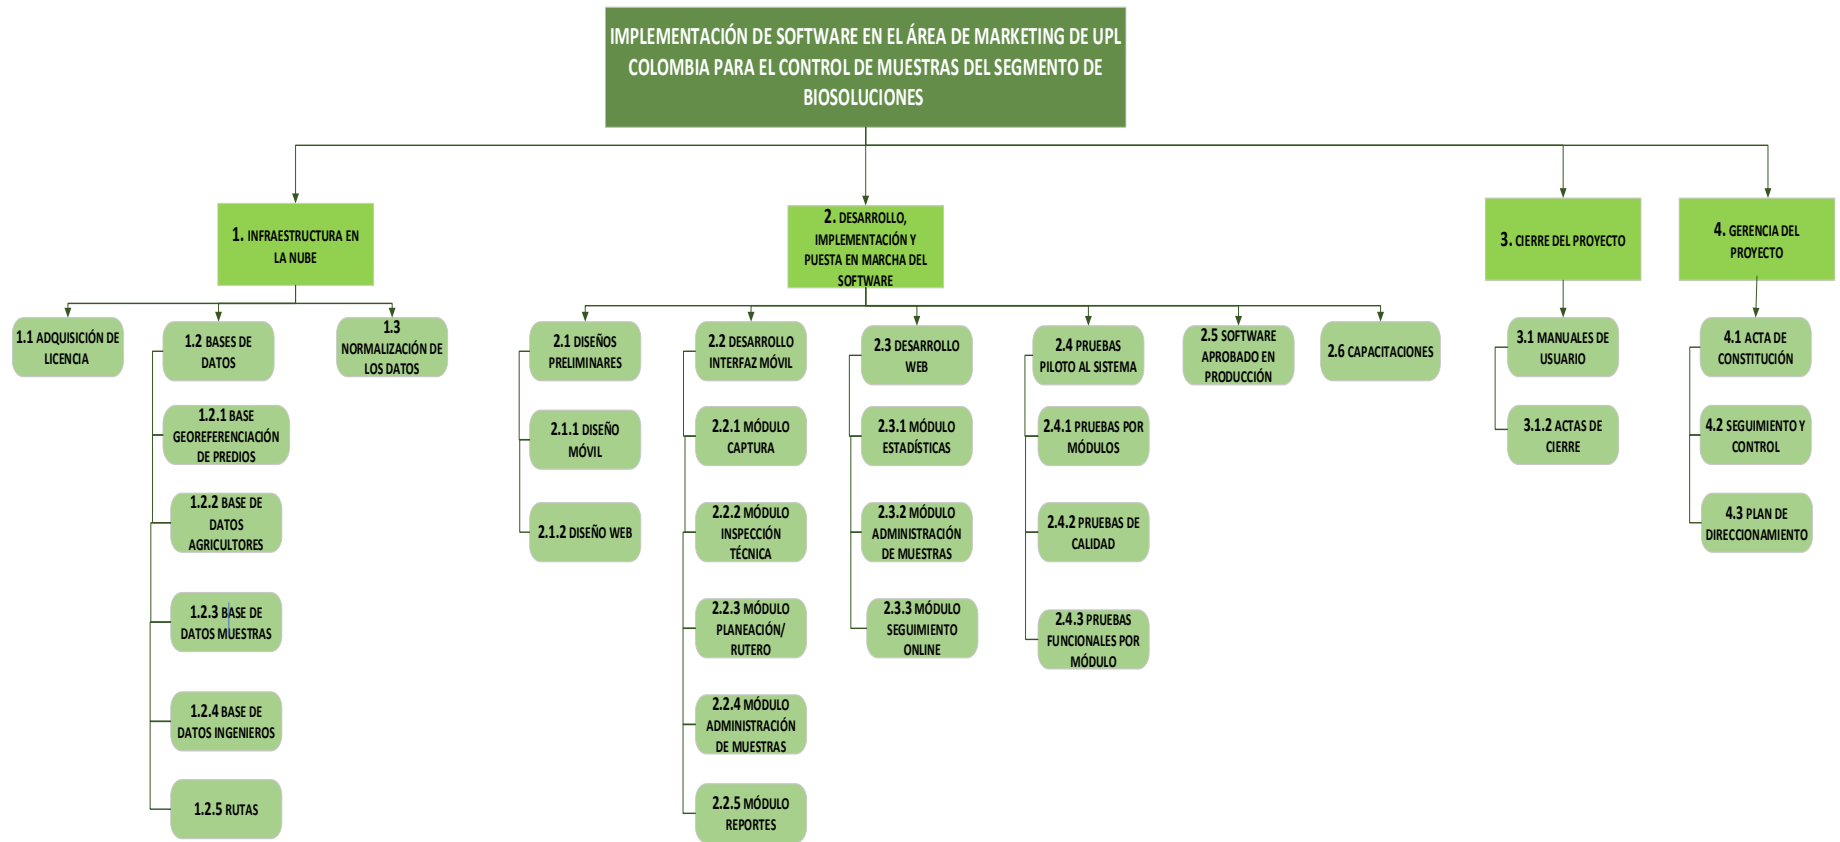 IMPLEMENTACIÓN DE SOFTWARE EN EL ÁREA DE MARKETING DE UPL
COLOMBIA PARA EL CONTROL DE MUESTRAS DEL SEGMENTO DE
BIOSOLUCIONES
1. INFRAESTRUCTURA EN
LA NUBE
2. DESARROLLO,
IMPLEMENTACIÓN Y
PUESTA EN MARCHA DEL
SOFTWARE
3. CIERRE DEL PROYECTO
4. GERENCIA DEL
PROYECTO
1.1 ADQUISICIÓN DE
LICENCIA
1.2 BASES DE
DATOS
1.3
NORMALIZACIÓN DE
LOS DATOS
1.2.1 BASE
GEOREFERENCIACIÓN
DE PREDIOS
1.2.2 BASE DE
DATOS
AGRICULTORES
1.2.3 BASE DE
DATOS MUESTRAS
1.2.4 BASE DE
DATOS INGENIEROS
1.2.5 RUTAS
2.1 DISEÑOS
PRELIMINARES
2.1.1 DISEÑO
MÓVIL
2.1.2 DISEÑO WEB
2.2 DESARROLLO
INTERFAZ MÓVIL
2.2.1 MÓDULO
CAPTURA
2.2.2 MÓDULO
INSPECCIÓN
TÉCNICA
2.2.3 MÓDULO
PLANEACIÓN/
RUTERO
2.2.4 MÓDULO
ADMINISTRACIÓN
DE MUESTRAS
2.2.5 MÓDULO
REPORTES
2.3 DESARROLLO
WEB
2.3.1 MÓDULO
ESTADÍSTICAS
2.3.2 MÓDULO
ADMINISTRACIÓN
DE MUESTRAS
2.3.3 MÓDULO
SEGUIMIENTO
ONLINE
2.4 PRUEBAS
PILOTO AL SISTEMA
2.4.1 PRUEBAS POR
MÓDULOS
2.4.2 PRUEBAS DE
CALIDAD
2.4.3 PRUEBAS
FUNCIONALES POR
MÓDULO
2.5 SOFTWARE
APROBADO EN
PRODUCCIÓN
2.6 CAPACITACIONES
3.1 MANUALES DE
USUARIO
3.1.2 ACTAS DE
CIERRE
4.1 ACTA DE
CONSTITUCIÓN
4.2 SEGUIMIENTO Y
CONTROL
4.3 PLAN DE
DIRECCIONAMIENTO